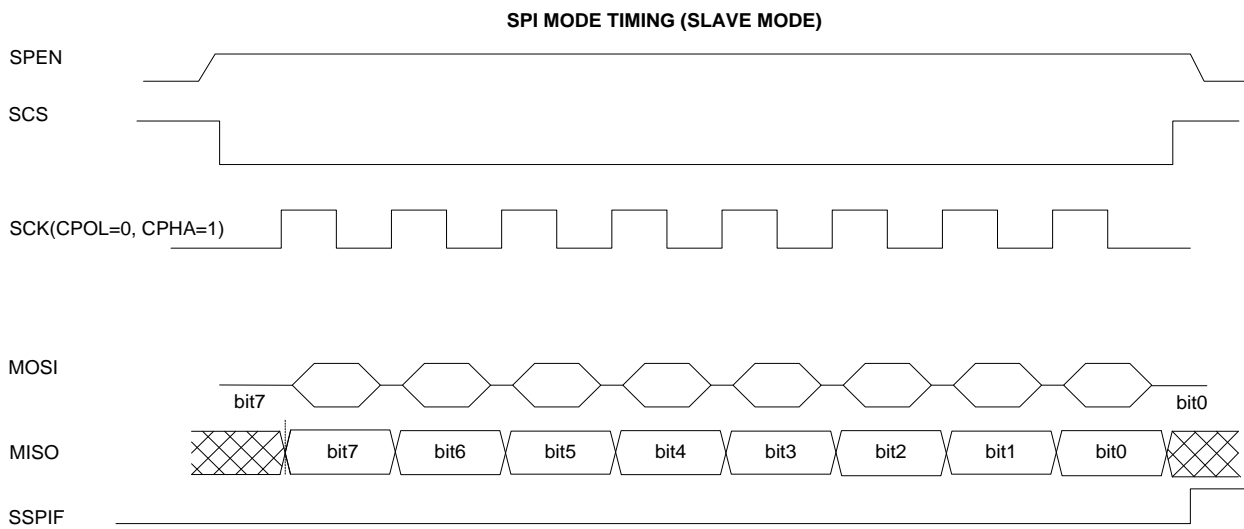 SPI MODE TIMING (SLAVE MODE)
SPEN
SCS
SCK(CPOL=0, CPHA=1)
MOSI
bit7
bit0
MISO
bit7
bit6
bit5
bit4
bit3
bit2
bit1
bit0
SSPIF